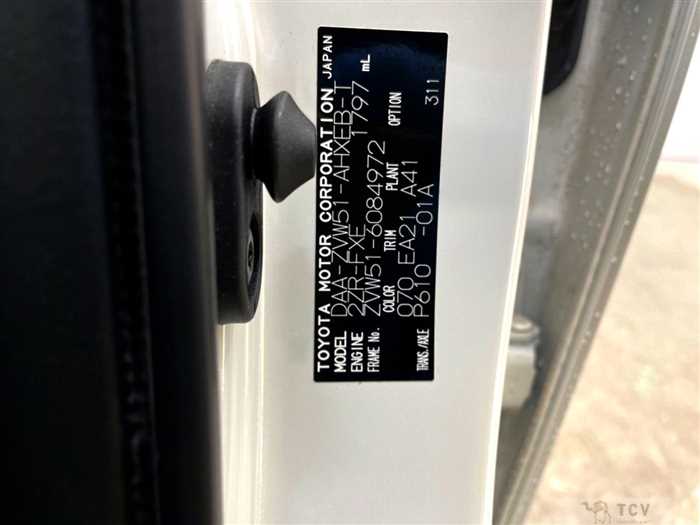 TOYOTA MOTOR CORPORATION JAPAN
MODEL DAA-ZVW51-AHXEB-T
ENGINE 2ZR-FXE 1797 mL
FRAME No. ZVW51-6084972
COLOR TRIM PLANT OPTION
070 EA21 A41
TRANS./AXLE P610 -01A 311
TCV